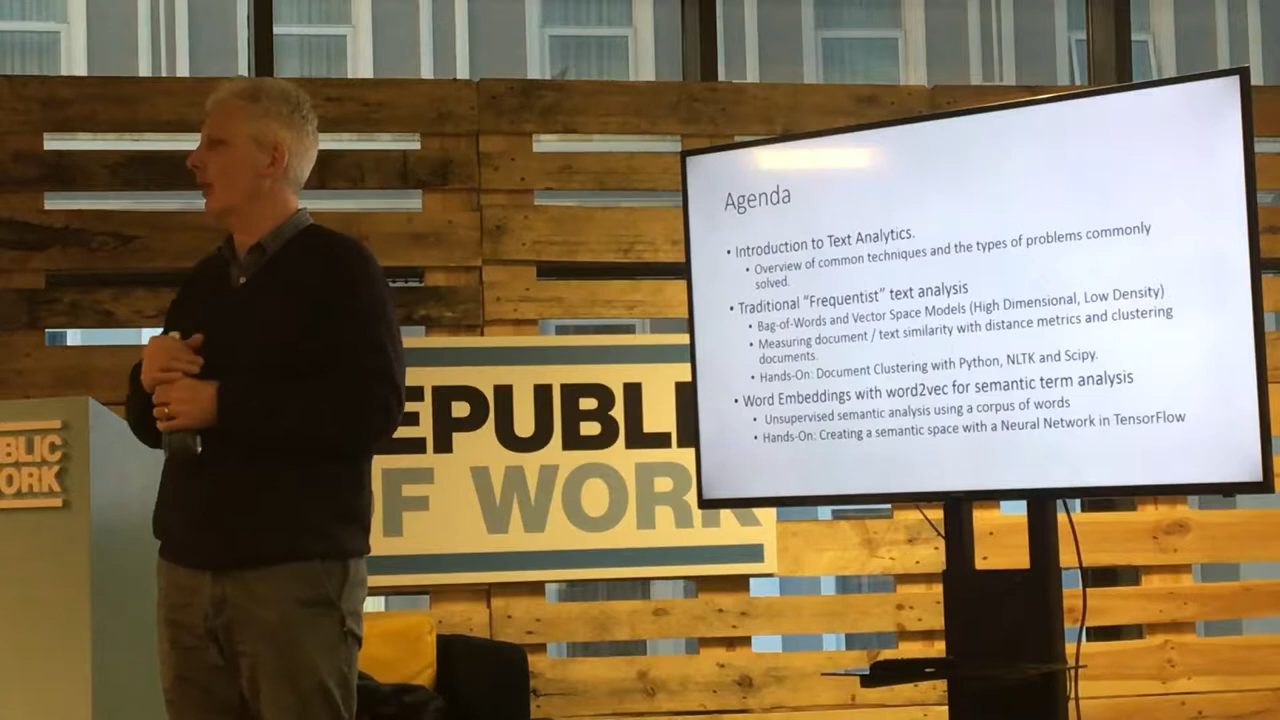 Agenda
• Introduction to Text Analytics.
• Overview of common techniques and the types of problems commonly
solved.
• Traditional “Frequentist” text analysis
• Bag-of-Words and Vector Space Models (High Dimensional, Low Density)
• Measuring document / text similarity with distance metrics and clustering
documents.
• Hands-On: Document Clustering with Python, NLTK and Scipy.
• Word Embeddings with word2vec for semantic term analysis
• Unsupervised semantic analysis using a corpus of words
• Hands-On: Creating a semantic space with a Neural Network in TensorFlow
EPUBLI
OF WORK
BLIC
ORK